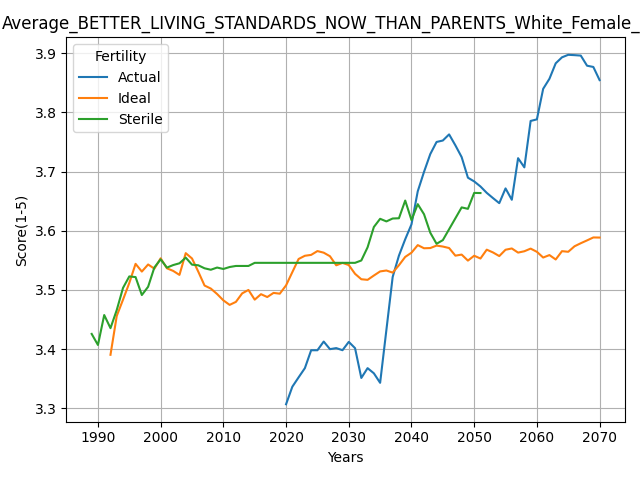 Average_BETTER_LIVING_STANDARDS_NOW_THAN_PARENTS_White_Female_
Fertility
Actual
Ideal
Sterile
Score(1-5)
3.9
3.8
3.7
3.6
3.5
3.4
3.3
1990 2000 2010 2020 2030 2040 2050 2060 2070
Years